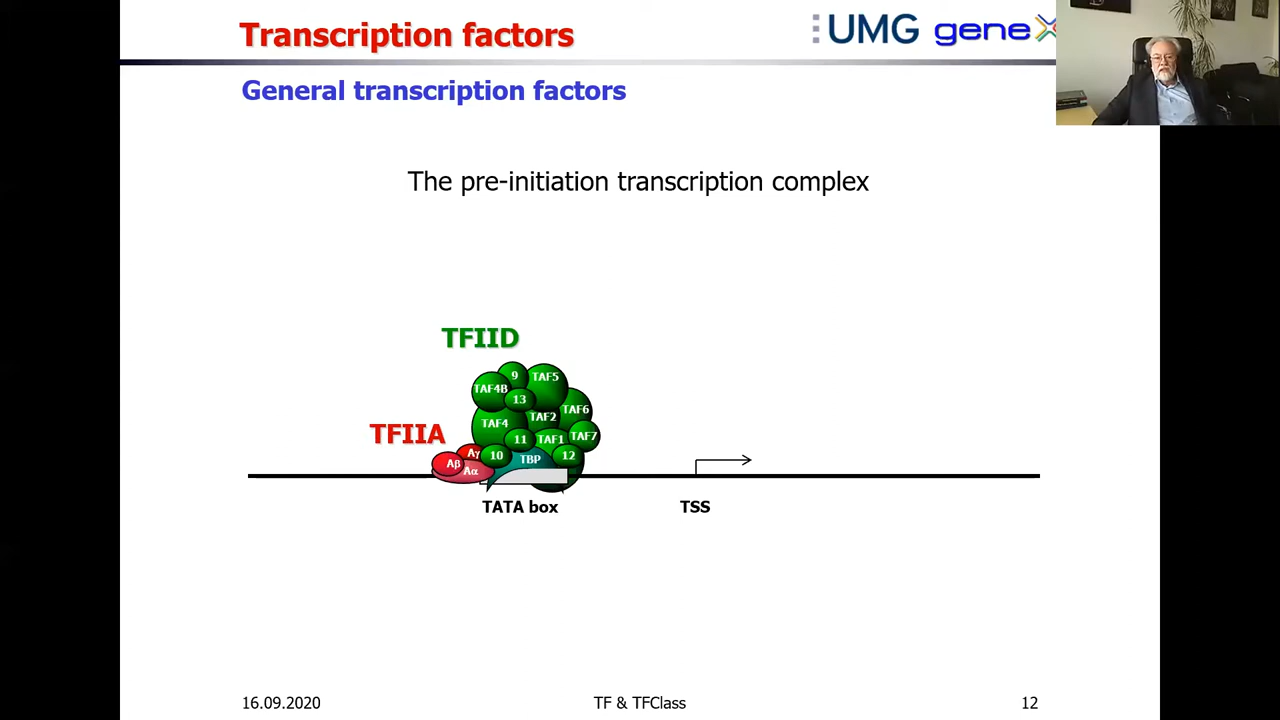 Transcription factors
UMG geneX
General transcription factors
The pre-initiation transcription complex
TFIID
9
TAF5
TAF4B
13
TAF6
TAF2
TAF4
TFIIA
11
TAF1
TAF7
Aγ
10
TBP
12
Aβ
Aα
TATA box
TSS
16.09.2020
TF & TFClass
12